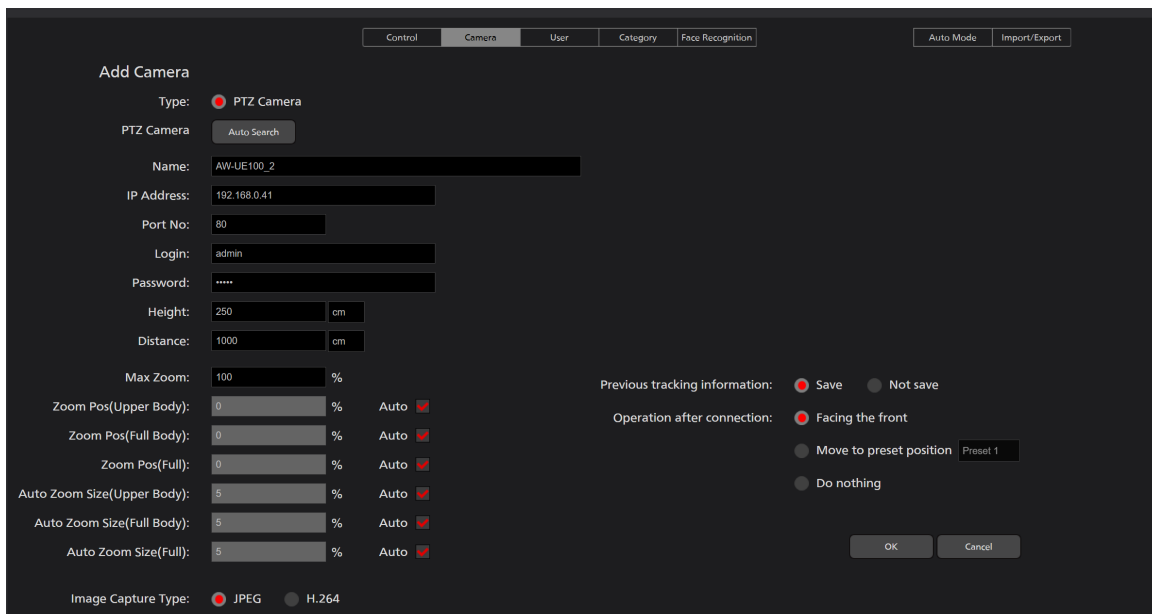 Control Camera User Category Face Recognition Auto Mode Import/Export
Add Camera
Type: PTZ Camera
PTZ Camera Auto Search
Name: AW-UE100_2
IP Address: 192.168.0.41
Port No: 80
Login: admin
Password: •••••
Height: 250 cm
Distance: 1000 cm
Max Zoom: 100 %
Zoom Pos(Upper Body): 0 % Auto
Zoom Pos(Full Body): 0 % Auto
Zoom Pos(Full): 0 % Auto
Auto Zoom Size(Upper Body): 5 % Auto
Auto Zoom Size(Full Body): 5 % Auto
Auto Zoom Size(Full): 5 % Auto
Image Capture Type: JPEG H.264
Previous tracking information: Save Not save
Operation after connection: Facing the front
Move to preset position Preset 1
Do nothing
OK Cancel